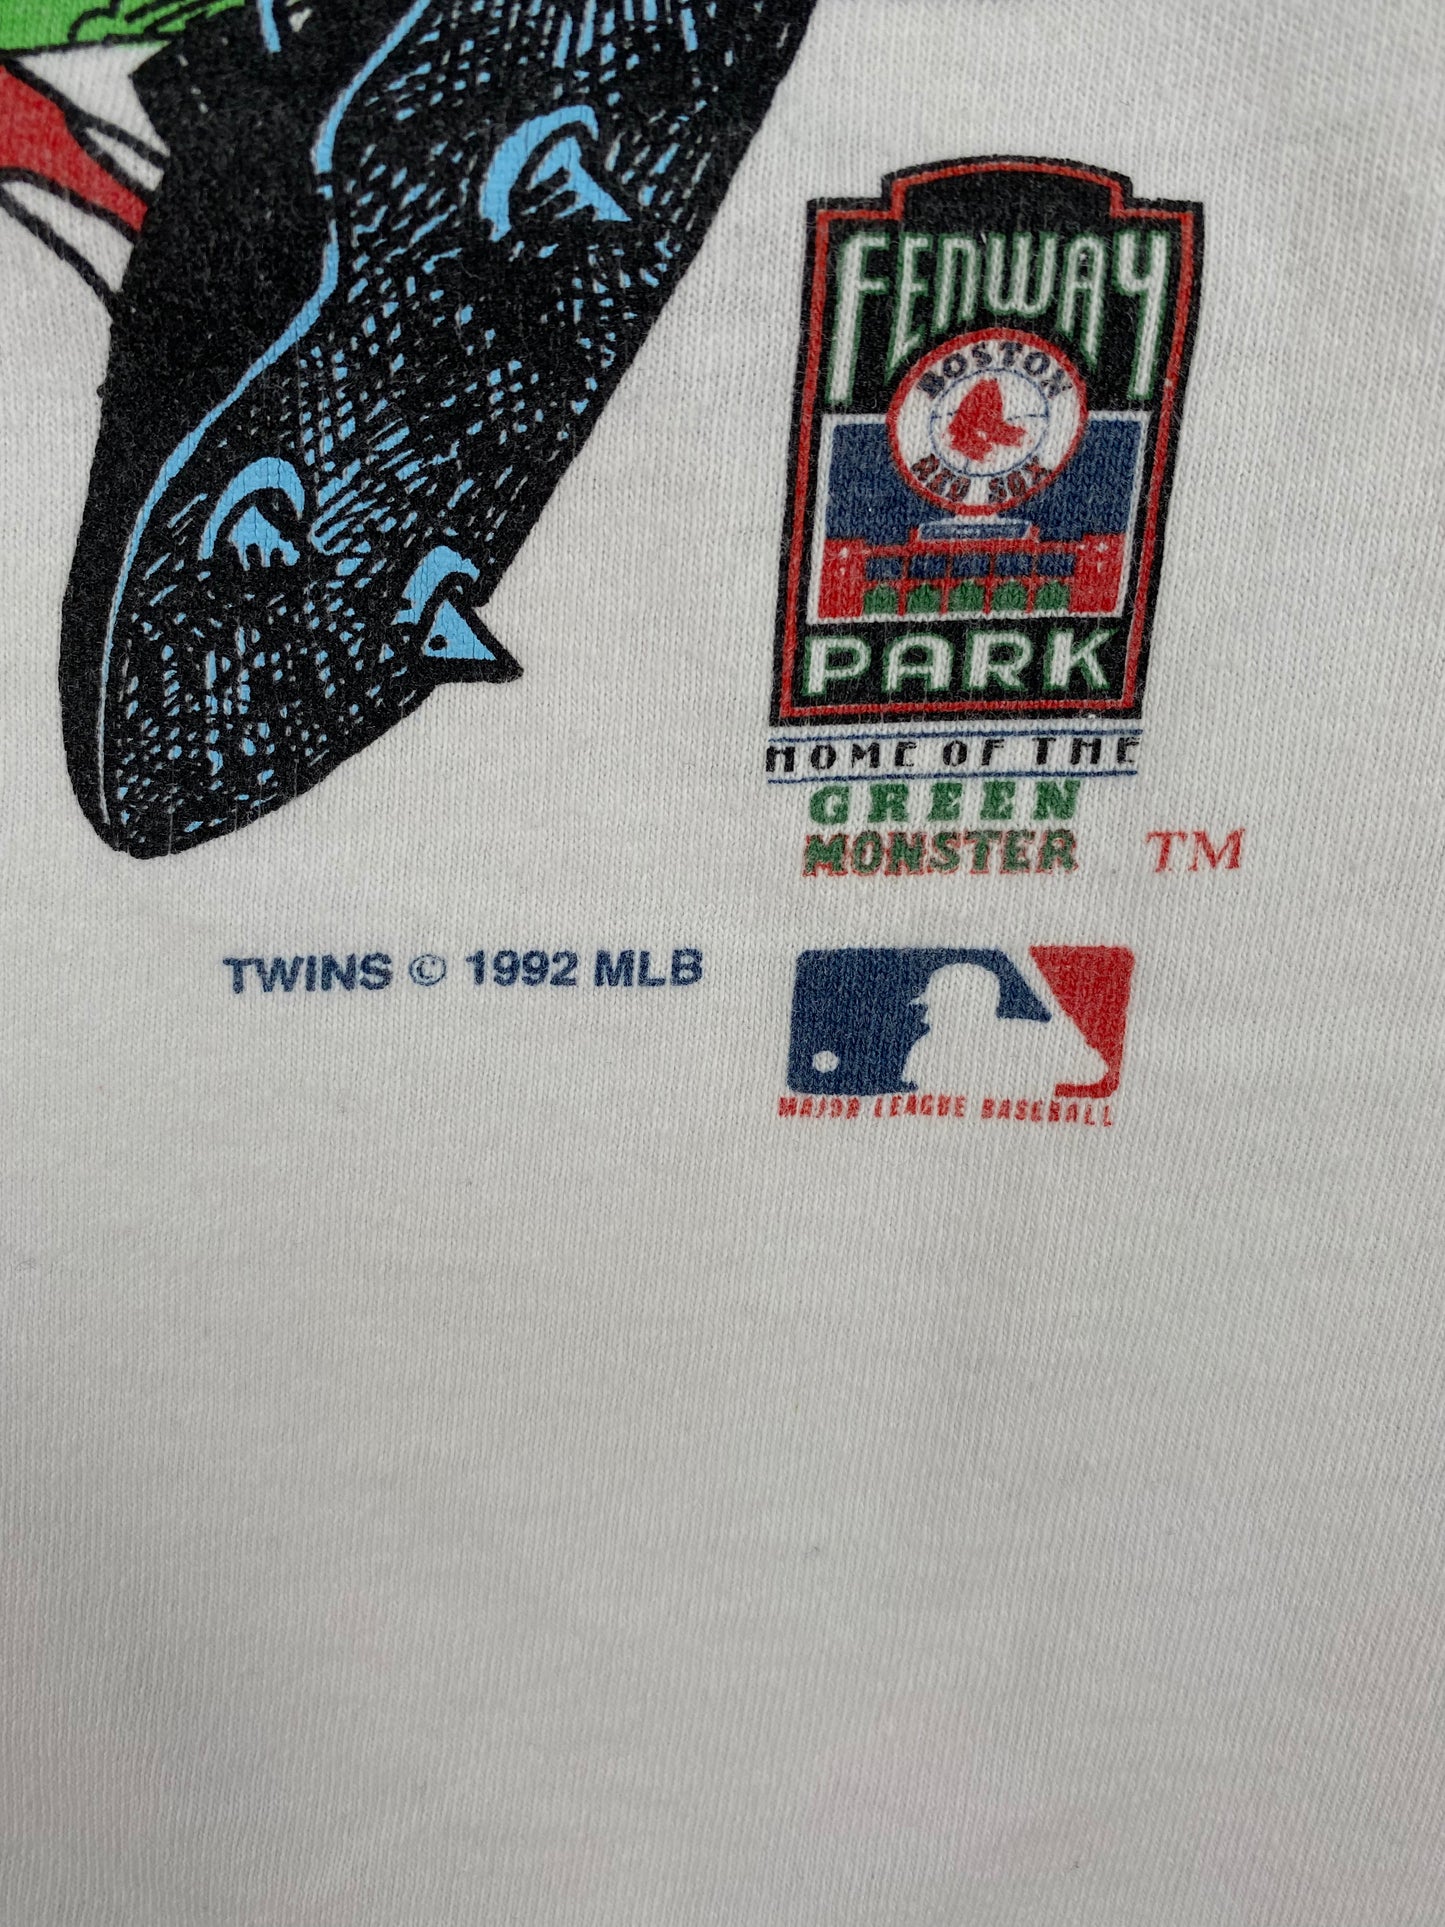 FENWAY
BOSTON
RED SOX
PARK
HOME OF THE
GREEN
MONSTER TM
TWINS © 1992 MLB
MAJOR LEAGUE BASEBALL